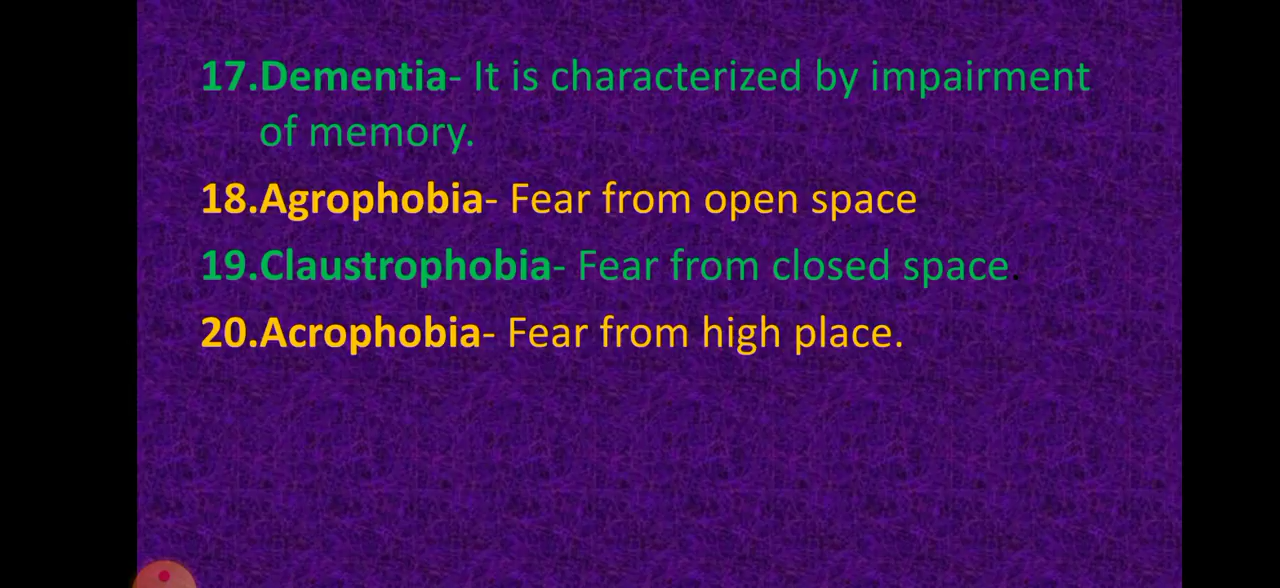 17.Dementia- It is characterized by impairment
of memory.
18.Agrophobia- Fear from open space
19.Claustrophobia- Fear from closed space.
20.Acrophobia- Fear from high place.